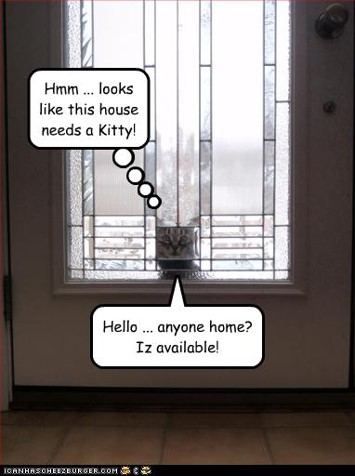 Hmm ... looks
like this house
needs a Kitty!
Hello ... anyone home?
Iz available!
ICANHASCHEEZBURGER.COM